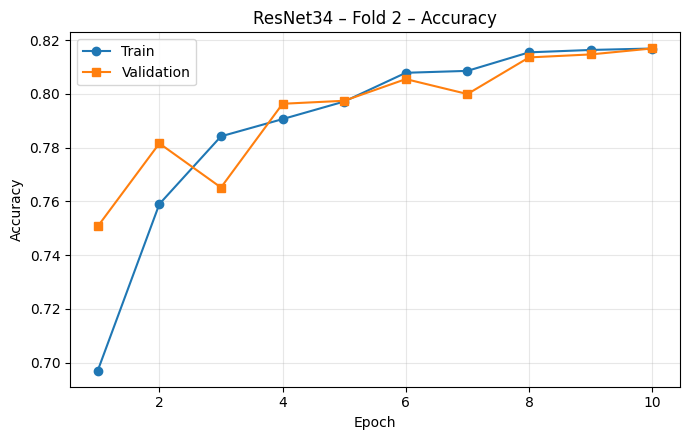 ResNet34 – Fold 2 – Accuracy
Train
Validation
Accuracy
0.82
0.80
0.78
0.76
0.74
0.72
0.70
2 4 6 8 10
Epoch